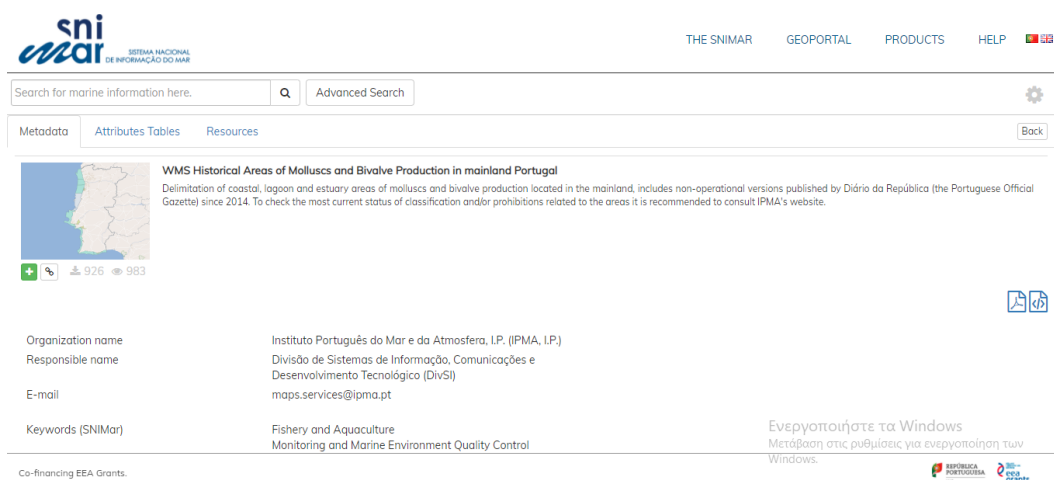 sni
mar SISTEMA NACIONAL
DE INFORMAÇÃO DO MAR
THE SNIMAR GEOPORTAL PRODUCTS HELP
Search for marine information here. Advanced Search
Metadata Attributes Tables Resources Back
WMS Historical Areas of Molluscs and Bivalve Production in mainland Portugal
Delimitation of coastal, lagoon and estuary areas of molluscs and bivalve production located in the mainland, includes non-operational versions published by Diário da República (the Portuguese Official
Gazette) since 2014. To check the most current status of classification and/or prohibitions related to the areas it is recommended to consult IPMA's website.
926 983
Organization name Instituto Português do Mar e da Atmosfera, I.P. (IPMA, I.P.)
Responsible name Divisão de Sistemas de Informação, Comunicações e
Desenvolvimento Tecnológico (DivSI)
E-mail maps.services@ipma.pt
Keywords (SNIMar) Fishery and Aquaculture
Monitoring and Marine Environment Quality Control
Ενεργοποιήστε τα Windows
Μετάβαση στις ρυθμίσεις για ενεργοποίηση των
Windows.
Co-financing EEA Grants.
REPÚBLICA
PORTUGUESA
eea
grants